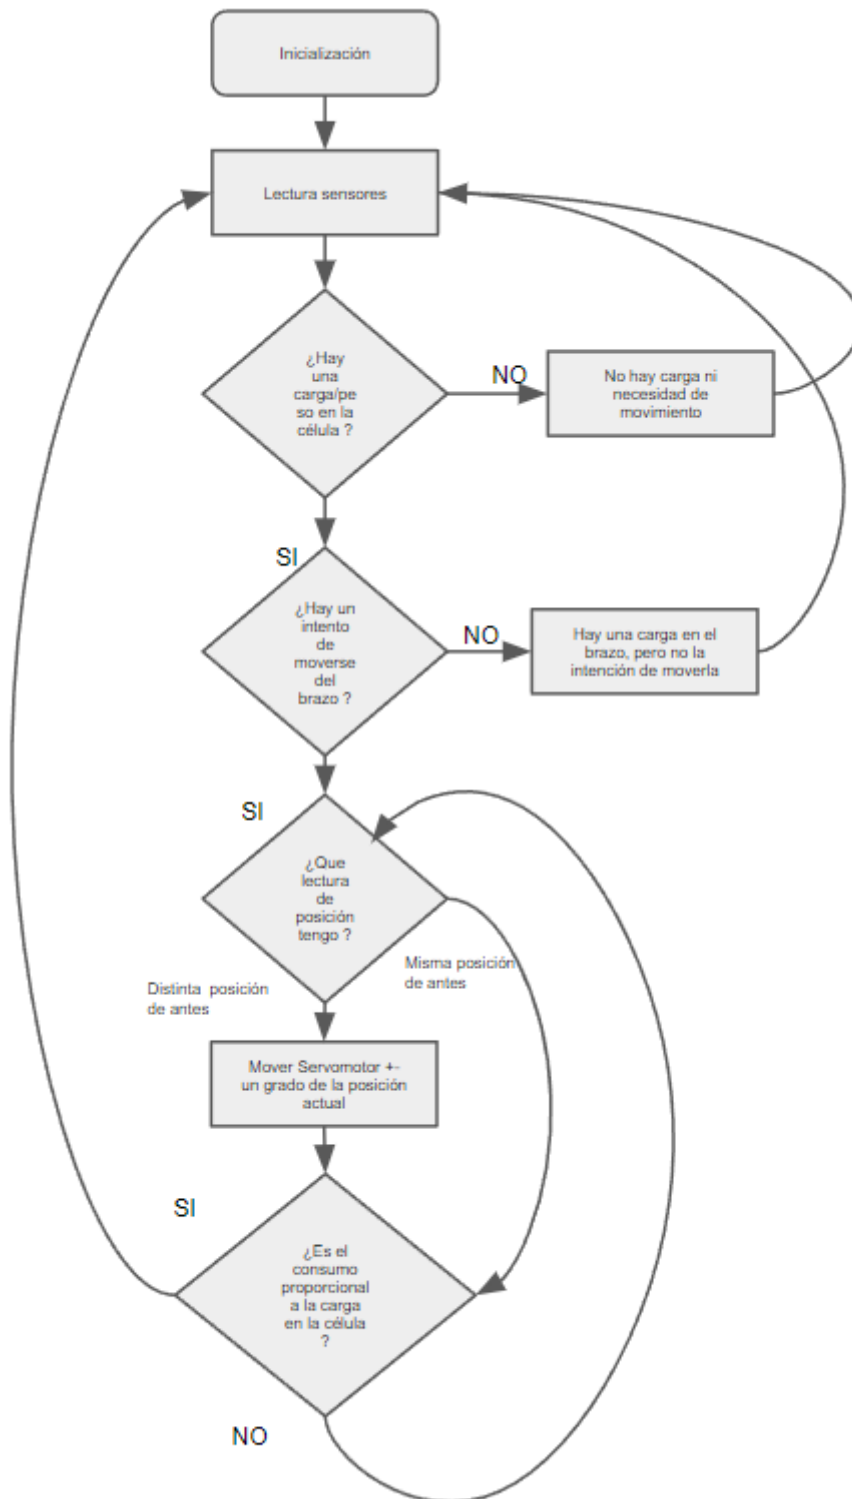 Inicialización
Lectura sensores
¿Hay
una
carga/pe
so en la
célula ?
NO
No hay carga ni
necesidad de
movimiento
SI
¿Hay un
intento
de
moverse
del
brazo ?
NO
Hay una carga en el
brazo, pero no la
intención de moverla
SI
¿Que
lectura
de
posición
tengo ?
Misma posición
de antes
Distinta posición
de antes
Mover Servomotor +-
un grado de la posición
actual
SI
¿Es el
consumo
proporcional
a la carga
en la célula
?
NO